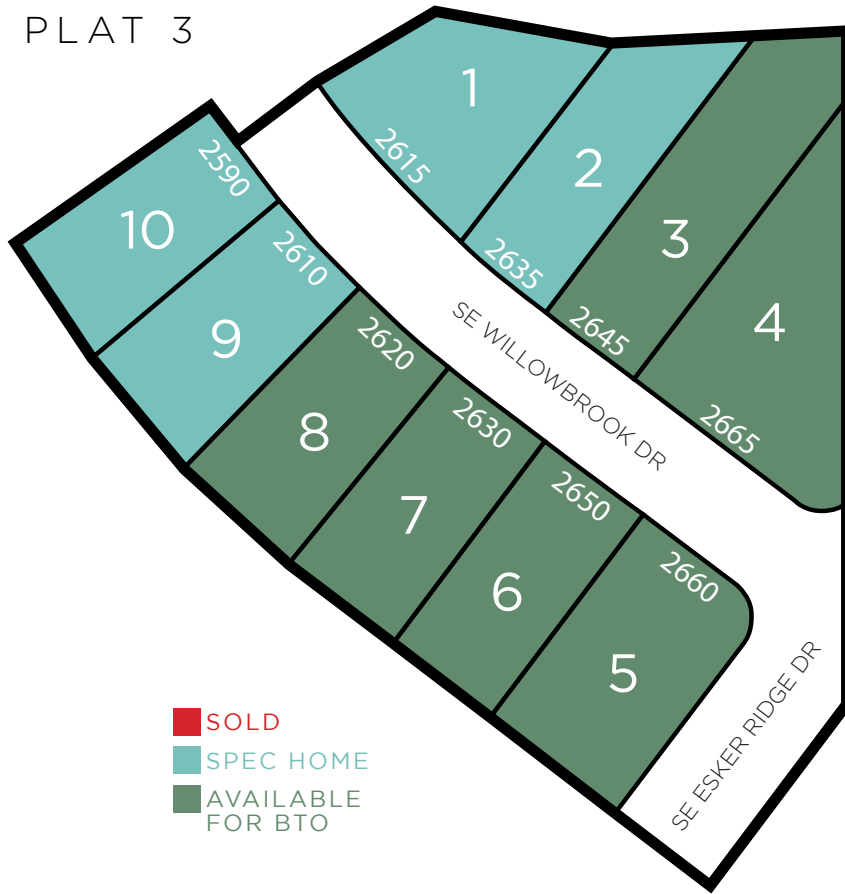 PLAT 3
1
2615
2
2635
3
2645
4
2665
SE WILLOWBROOK DR
10
2590
9
2610
8
2620
7
2630
6
2650
5
2660
SE ESKER RIDGE DR
SOLD
SPEC HOME
AVAILABLE
FOR BTO